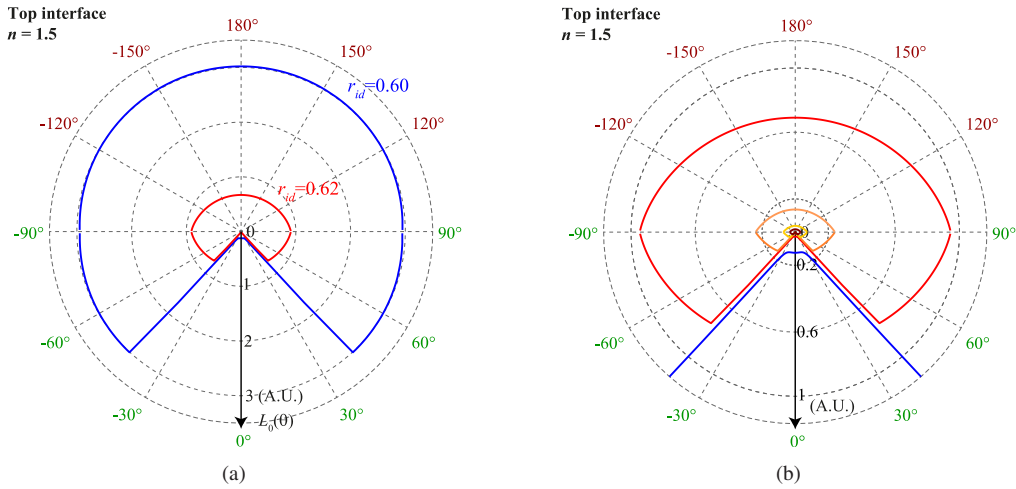 Top interface
n = 1.5
180°
-150°
150°
r_id=0.60
-120°
120°
r_id=0.62
-90°
0
90°
1
-60°
60°
2
3 (A.U.)
-30°
30°
L_0(0)
0°
(a)
Top interface
n = 1.5
180°
-150°
150°
-120°
120°
-90°
0
90°
0.2
-60°
60°
0.6
1
-30°
(A.U.)
30°
0°
(b)